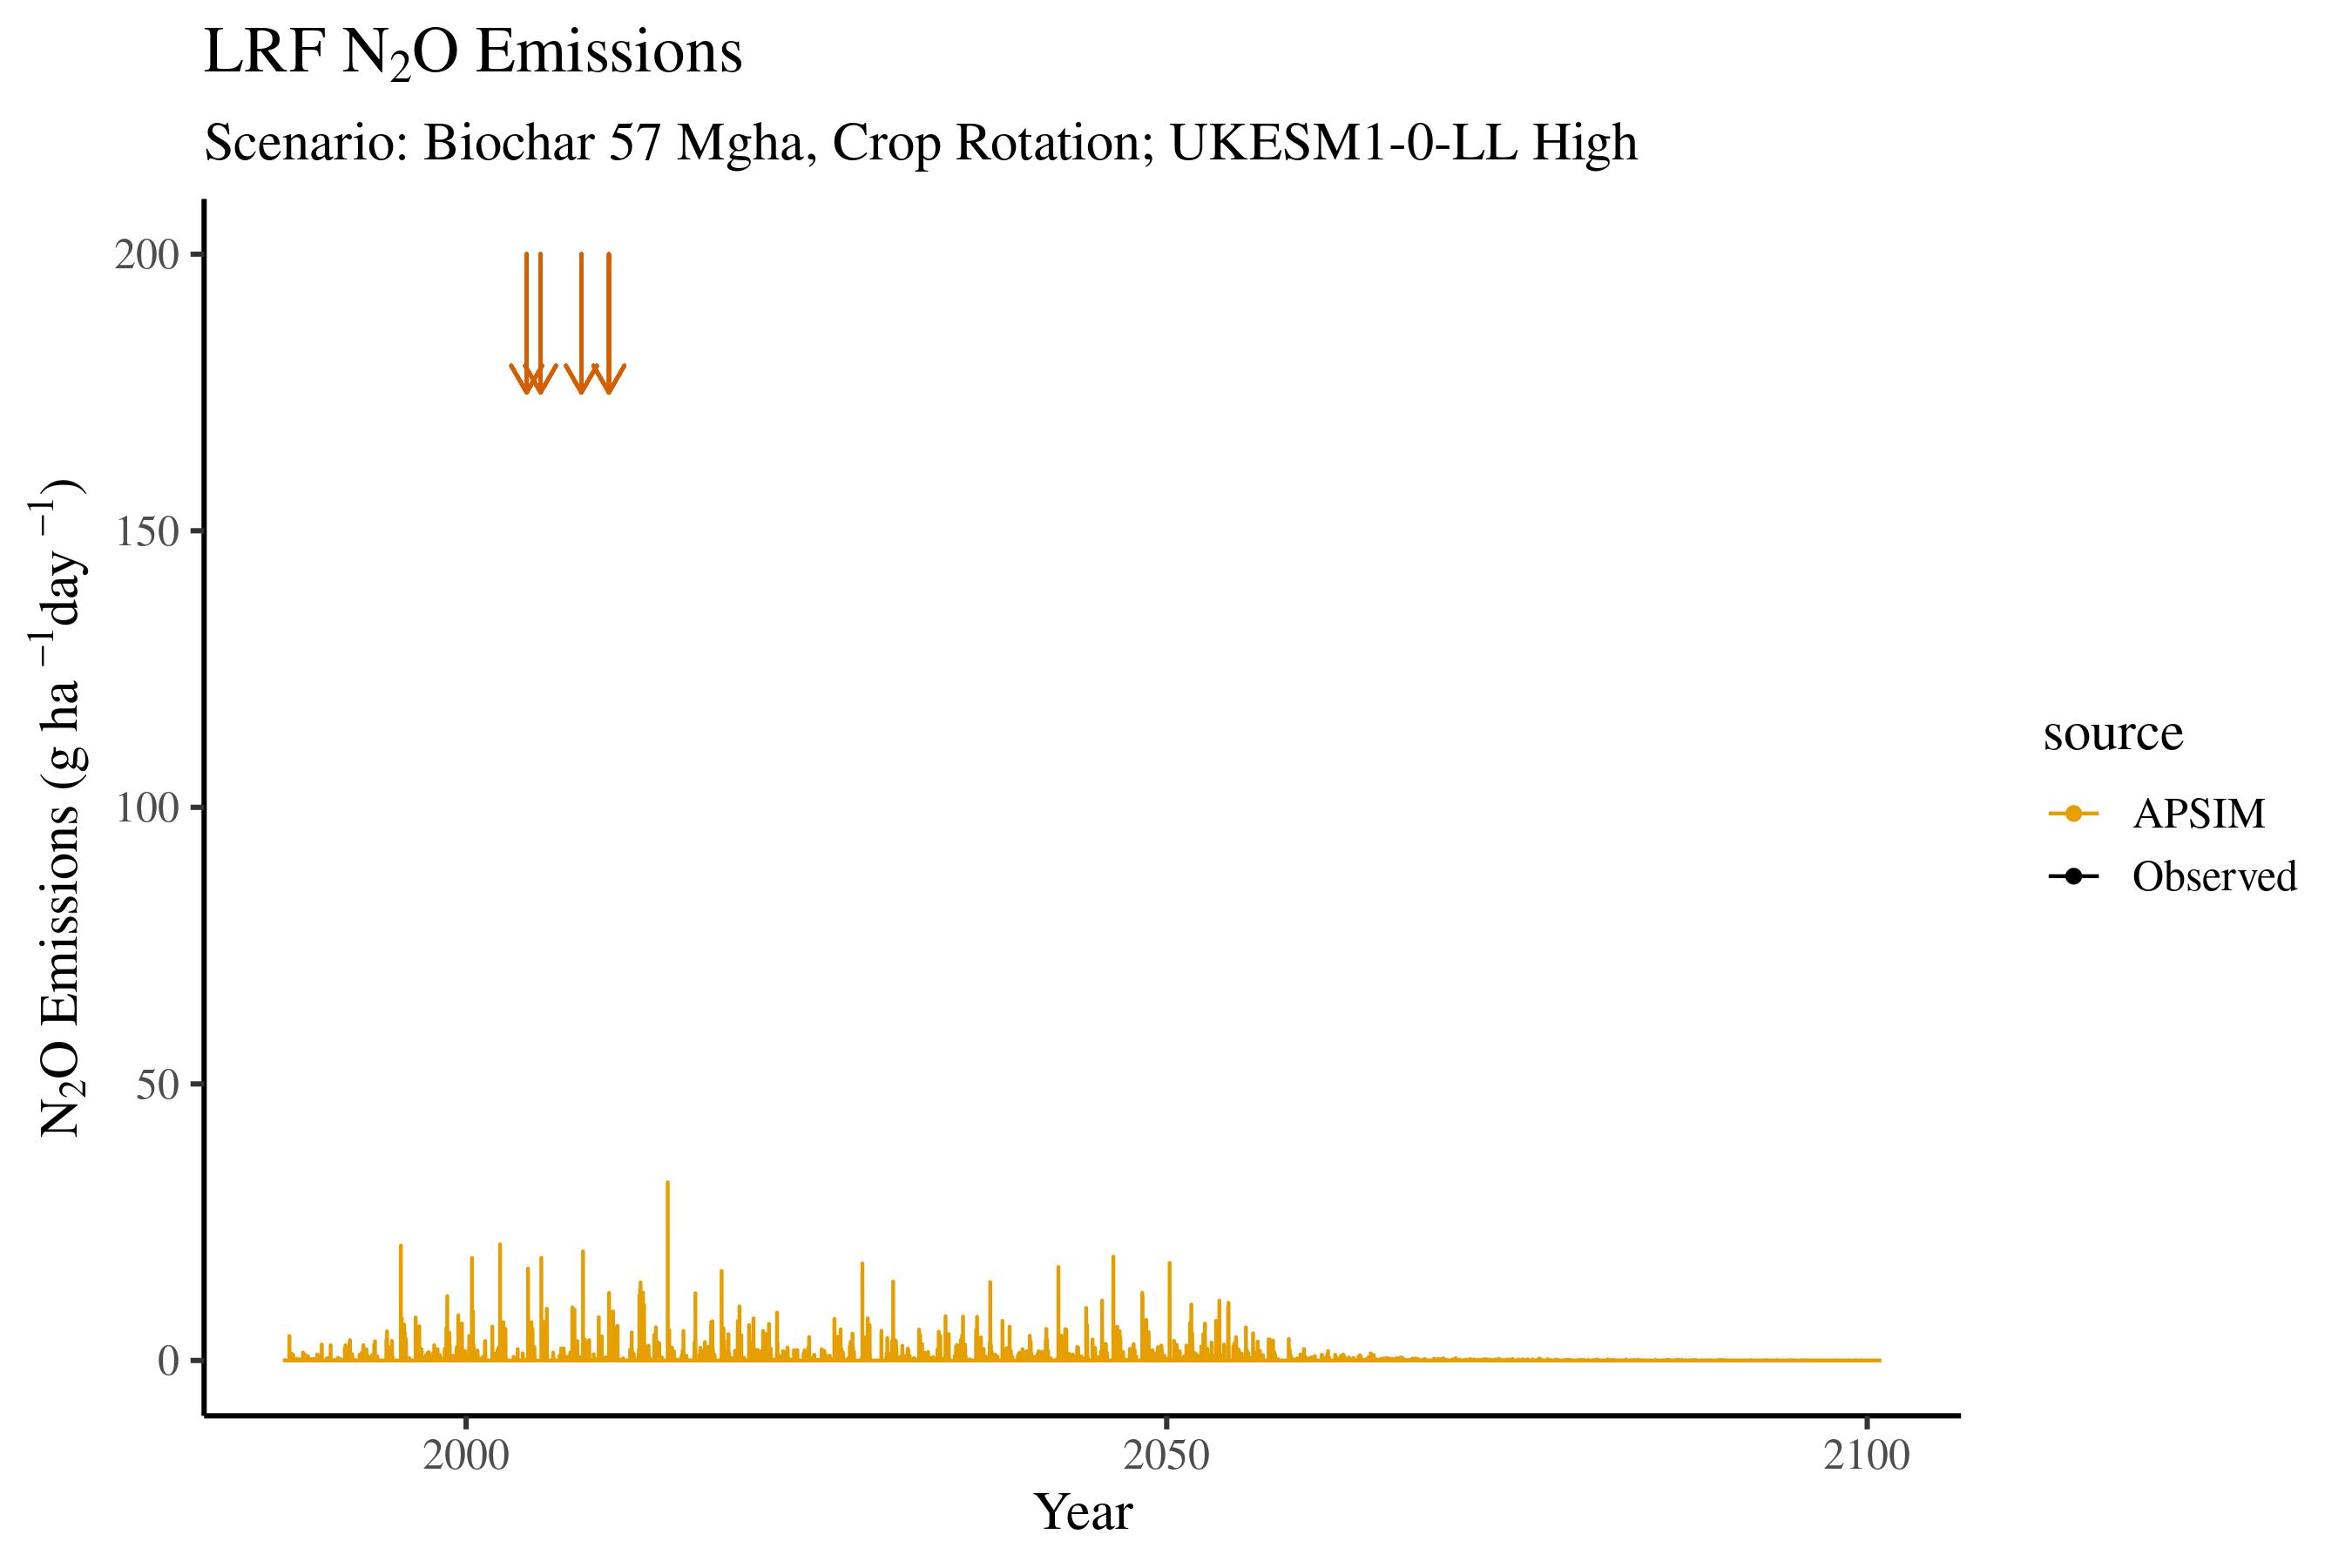 LRF N₂O Emissions
Scenario: Biochar 57 Mgha, Crop Rotation; UKESM1-0-LL High
N₂O Emissions (g ha ⁻¹day ⁻¹)
200
150
100
50
0
2000
2050
2100
Year
source
APSIM
Observed